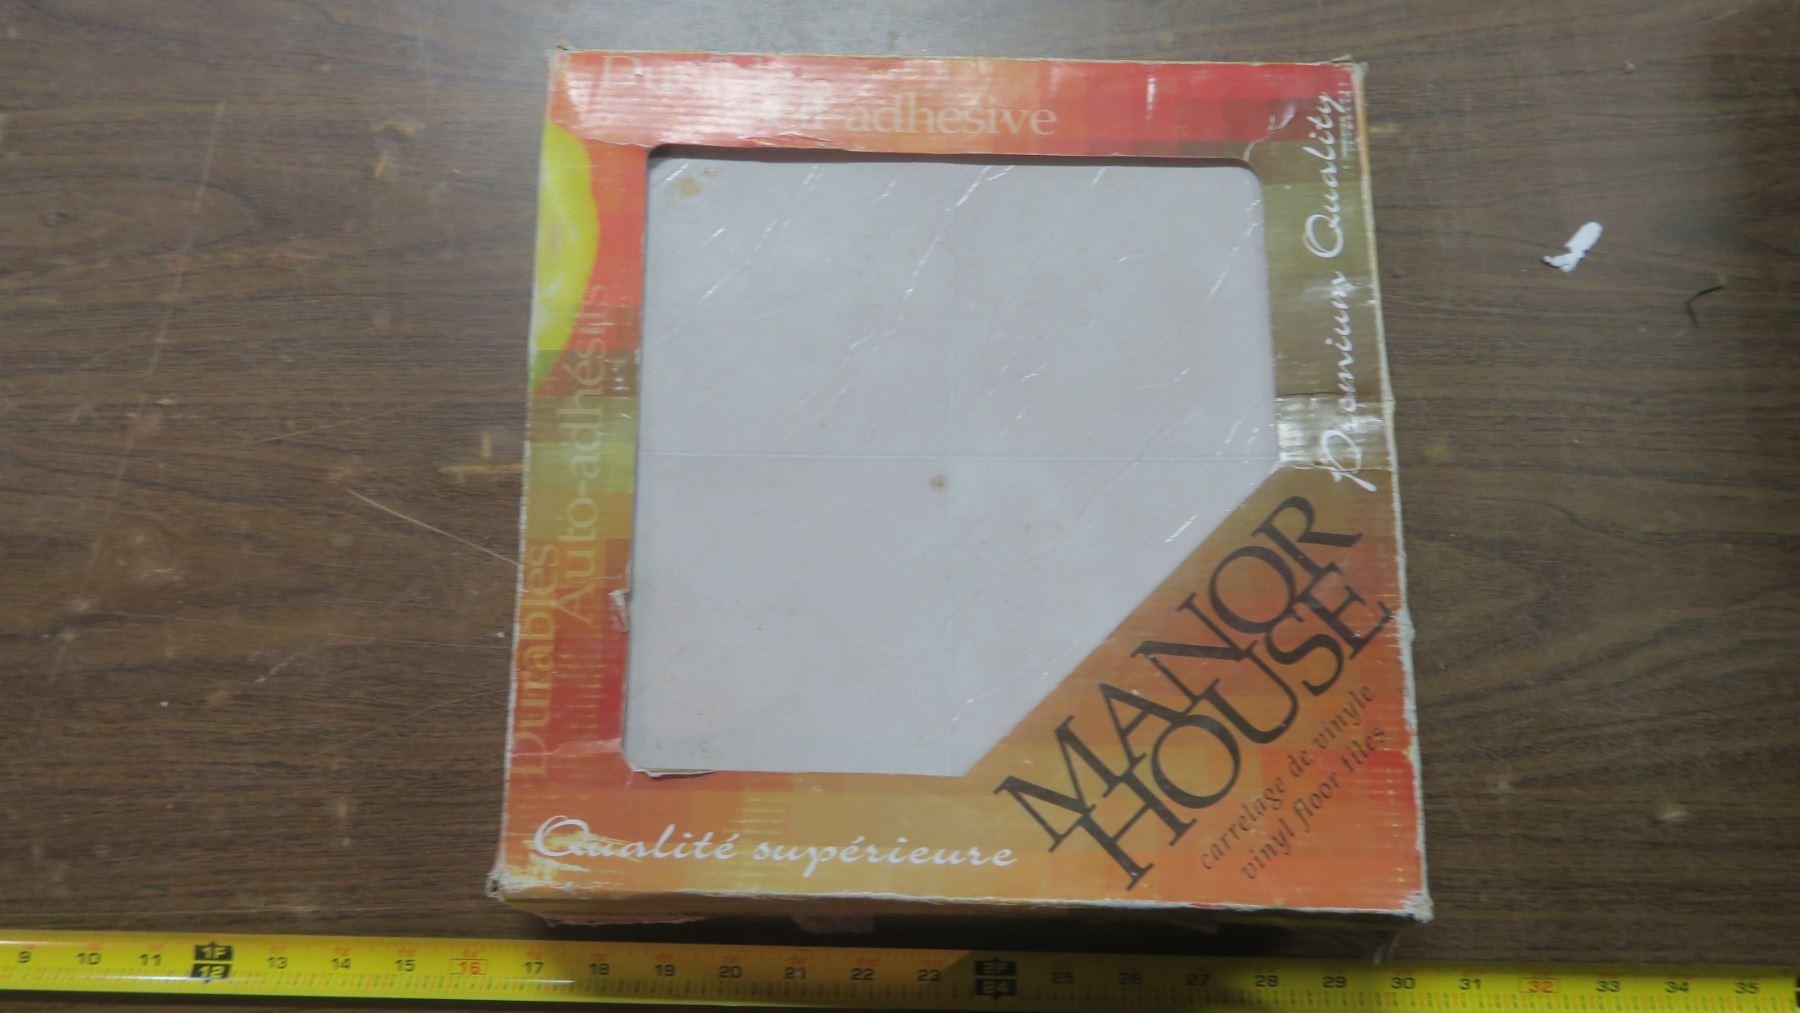 Self-adhesive
Premium Quality
Durables
Auto-adhésifs
MANOR
HOUSE
carrelage de vinyle
vinyl floor tiles
Qualité supérieure
9 10 11 1F 12 13 14 15 16 17 18 19 20 21 22 23 2F 24 25 26 27 28 29 30 31 32 33 34 35